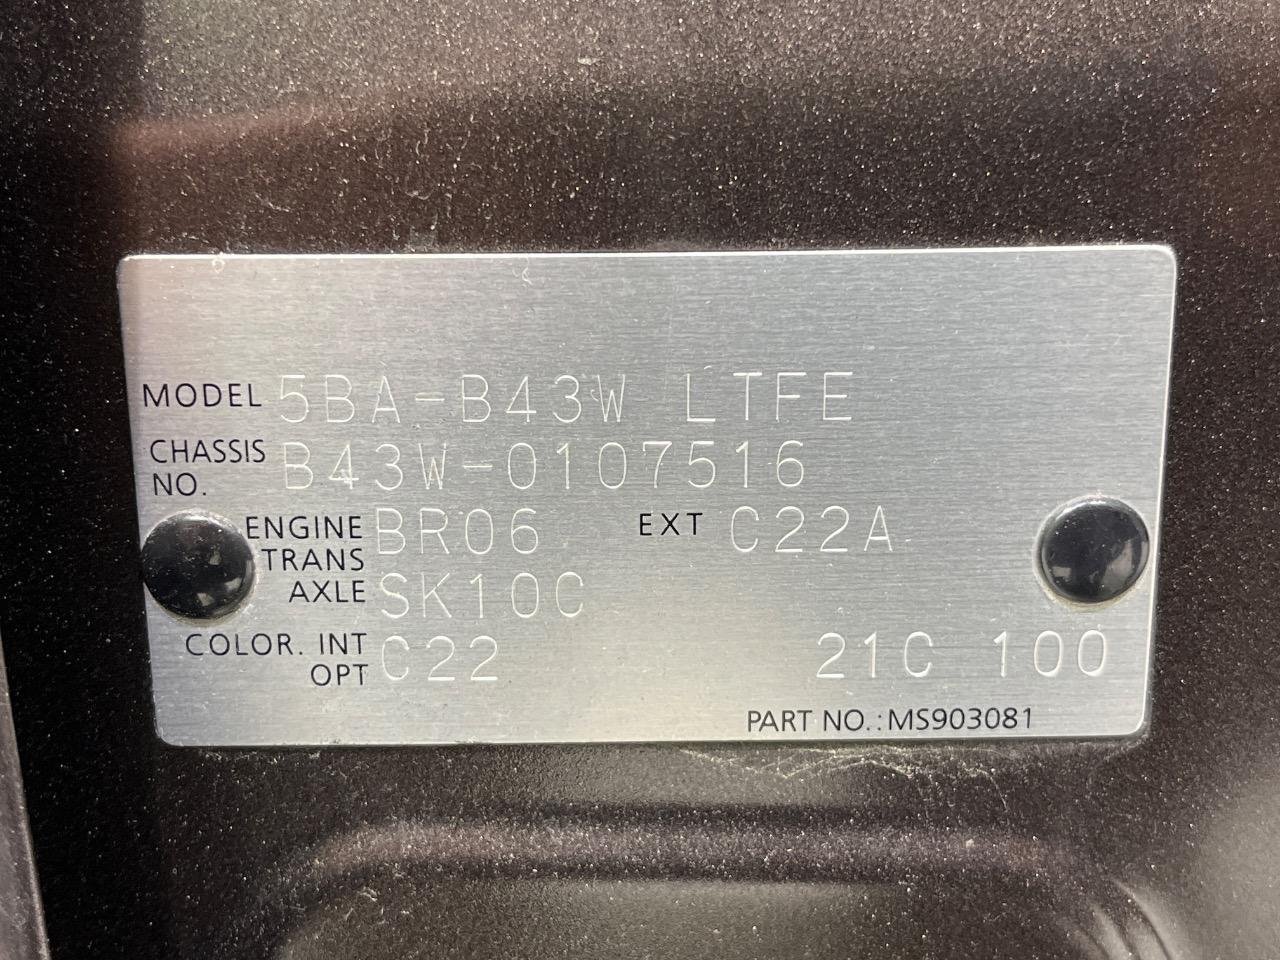 MODEL 5BA-B43W LTFE
CHASSIS NO. B43W-0107516
ENGINE BR06 EXT C22A
TRANS AXLE SK10C
COLOR. INT C22 21C 100
OPT
PART NO.: MS903081